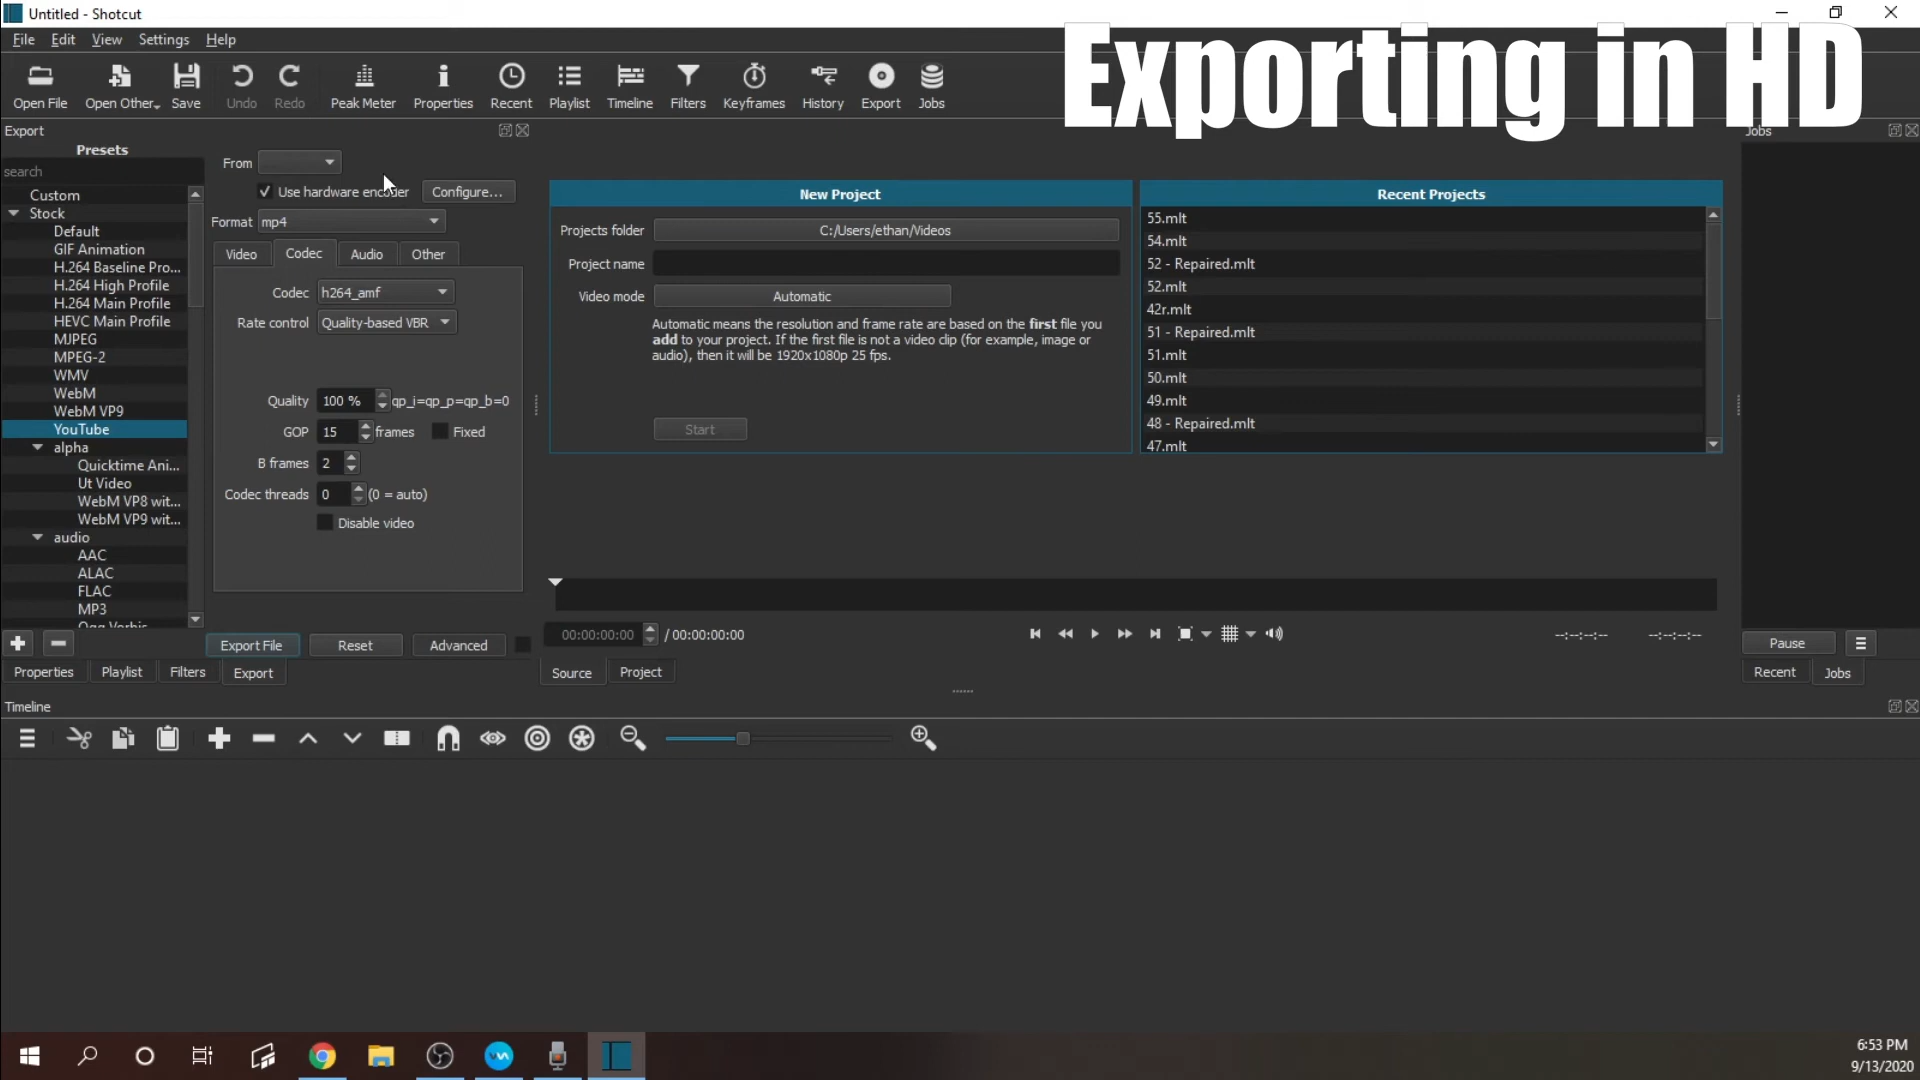 Untitled - Shotcut
File Edit View Settings Help
Exporting in HD
Open File Open Other Save Undo Redo Peak Meter Properties Recent Playlist Timeline Filters Keyframes History Export Jobs
Export
Jobs
Presets
search
Custom
Stock
Default
GIF Animation
H.264 Baseline Pro...
H.264 High Profile
H.264 Main Profile
HEVC Main Profile
MJPEG
MPEG-2
WMV
WebM
WebM VP9
YouTube
alpha
Quicktime Ani...
Ut Video
WebM VP8 wit...
WebM VP9 wit...
audio
AAC
ALAC
FLAC
MP3
Ogg Vorbis
From
Use hardware encoder Configure...
Format mp4
Video Codec Audio Other
Codec h264_amf
Rate control Quality-based VBR
Quality 100 % qp_i=qp_p=qp_b=0
GOP 15 frames Fixed
B frames 2
Codec threads 0 (0 = auto)
Disable video
Export File Reset Advanced
Properties Playlist Filters Export
New Project
Projects folder C:/Users/ethan/Videos
Project name
Video mode Automatic
Automatic means the resolution and frame rate are based on the first file you
add to your project. If the first file is not a video clip (for example, image or
audio), then it will be 1920x1080p 25 fps.
Start
Recent Projects
55.mlt
54.mlt
52 - Repaired.mlt
52.mlt
42r.mlt
51 - Repaired.mlt
51.mlt
50.mlt
49.mlt
48 - Repaired.mlt
47.mlt
00:00:00:00 / 00:00:00:00
--:--:--:-- --:--:--:--
Source Project
Pause
Recent Jobs
Timeline
6:53 PM
9/13/2020